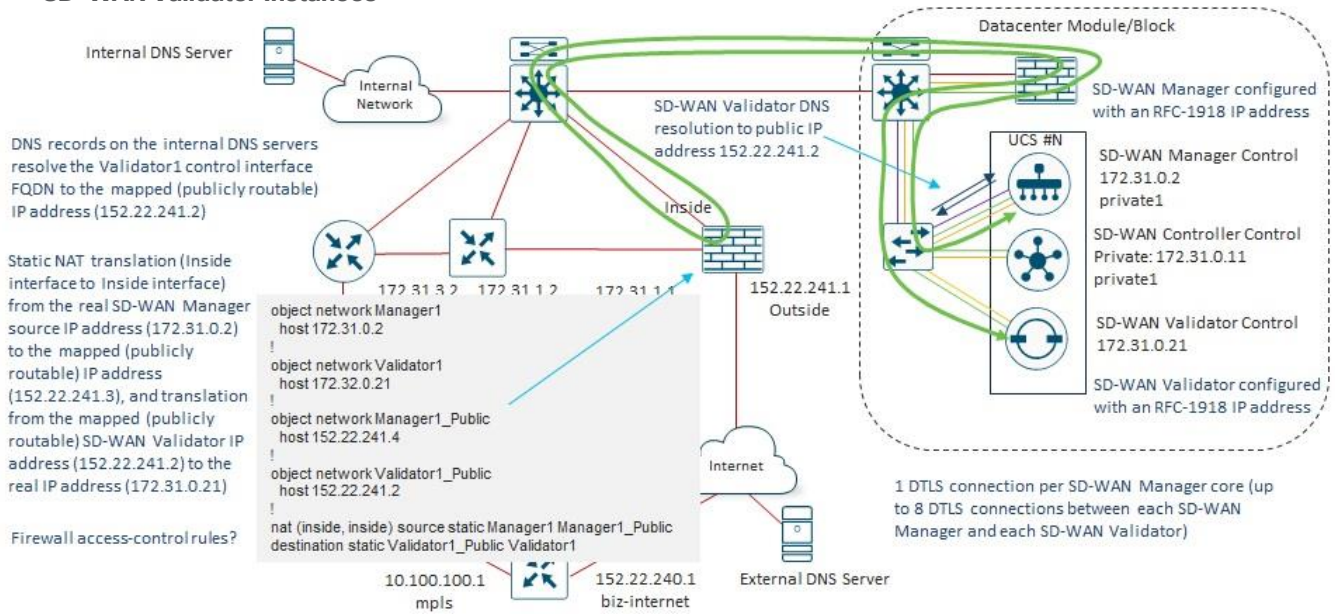 SD-WAN Validator Instances
Datacenter Module/Block
Internal DNS Server
Internal
Network
SD-WAN Validator DNS
resolution to public IP
address 152.22.241.2
SD-WAN Manager configured
with an RFC-1918 IP address
DNS records on the internal DNS servers
resolve the Validator1 control interface
FQDN to the mapped (publicly routable)
IP address (152.22.241.2)
UCS #N
SD-WAN Manager Control
172.31.0.2
private1
Inside
SD-WAN Controller Control
Private: 172.31.0.11
private1
Static NAT translation (Inside
interface to Inside interface)
from the real SD-WAN Manager
source IP address (172.31.0.2)
to the mapped (publicly
routable) IP address
(152.22.241.3), and translation
from the mapped (publicly
routable) SD-WAN Validator IP
address (152.22.241.2) to the
real IP address (172.31.0.21)
Firewall access-control rules?
172.31.3.2
172.31.1.2
172.31.1.1
152.22.241.1
Outside
SD-WAN Validator Control
172.31.0.21
SD-WAN Validator configured
with an RFC-1918 IP address
object network Manager1
host 172.31.0.2
!
object network Validator1
host 172.32.0.21
!
object network Manager1_Public
host 152.22.241.4
!
object network Validator1_Public
host 152.22.241.2
!
nat (inside, inside) source static Manager1 Manager1_Public
destination static Validator1_Public Validator1
Internet
1 DTLS connection per SD-WAN Manager core (up
to 8 DTLS connections between each SD-WAN
Manager and each SD-WAN Validator)
10.100.100.1
mpls
152.22.240.1
biz-internet
External DNS Server